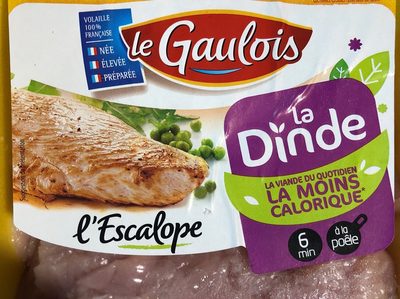 VOLAILLE
100%
FRANÇAISE
NÉE
ÉLEVÉE
PRÉPARÉE
le Gaulois
la
Dinde
LA VIANDE DU QUOTIDIEN
LA MOINS
CALORIQUE*
l'Escalope
6
min
à la
poêle